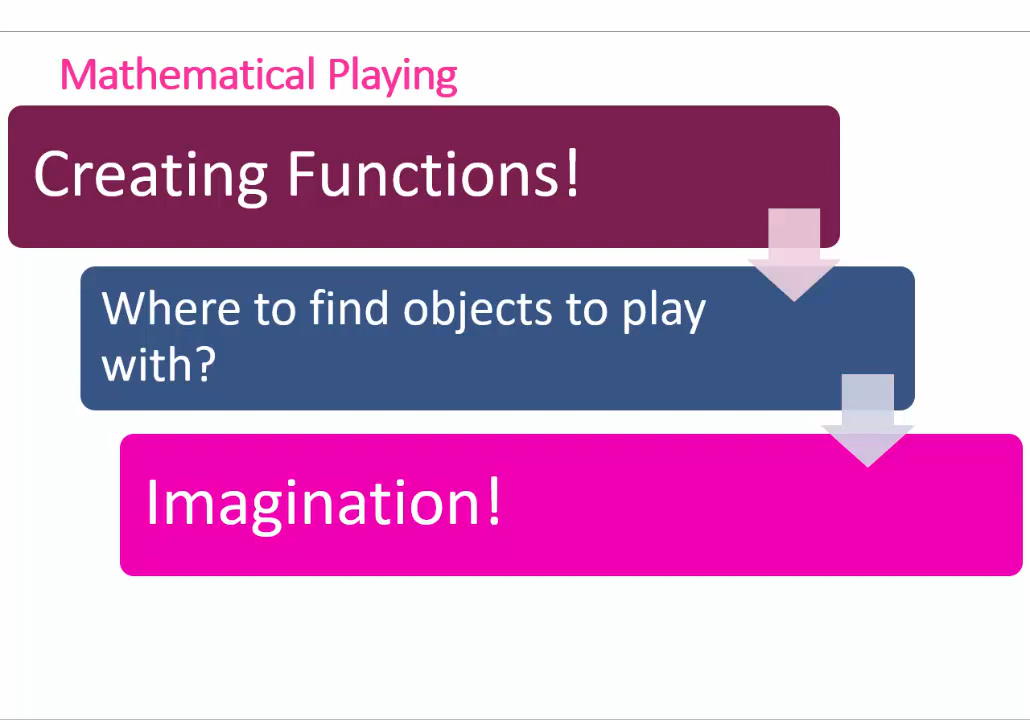 Mathematical Playing
Creating Functions!
Where to find objects to play
with?
Imagination!